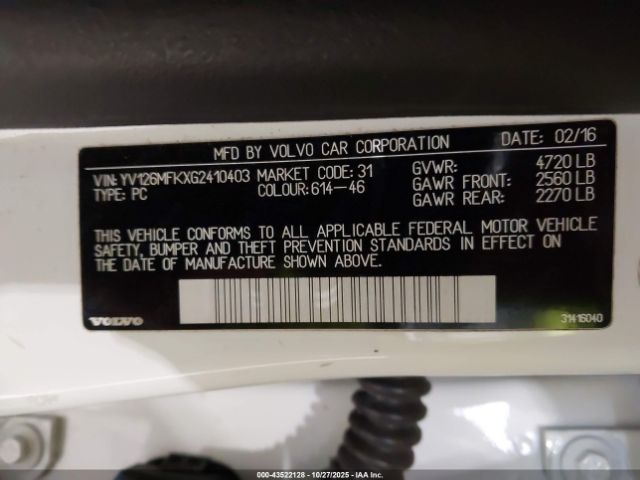 MFD BY VOLVO CAR CORPORATION DATE: 02/16
VIN: YV126MFKXG2410403 MARKET CODE: 31 GVWR: 4720 LB
TYPE: PC COLOUR: 614-46 GAWR FRONT: 2560 LB
GAWR REAR: 2270 LB
THIS VEHICLE CONFORMS TO ALL APPLICABLE FEDERAL MOTOR VEHICLE
SAFETY, BUMPER AND THEFT PREVENTION STANDARDS IN EFFECT ON
THE DATE OF MANUFACTURE SHOWN ABOVE.
VOLVO 31416040
000-43522128 - 10/27/2025 - IAA Inc.